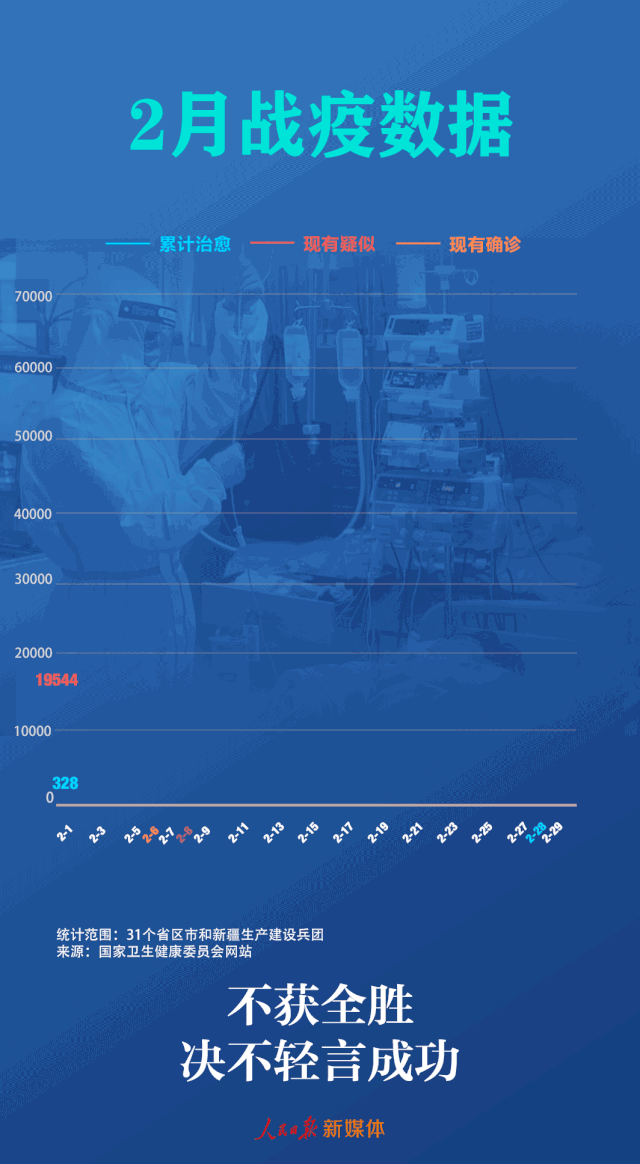 2月战疫数据
累计治愈 现有疑似 现有确诊
70000
60000
50000
40000
30000
20000
19544
10000
328
0
2-1 2-3 2-5 2-6 2-7 2-8 2-9 2-11 2-13 2-15 2-17 2-19 2-21 2-23 2-25 2-27 2-28 2-29
统计范围：31个省区市和新疆生产建设兵团
来源：国家卫生健康委员会网站
不获全胜
决不轻言成功
人民日报 新媒体